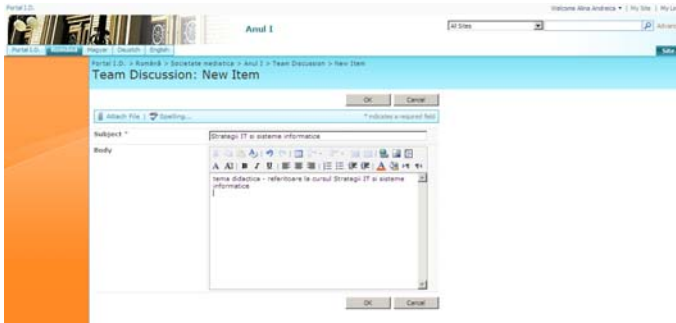 Portal I.D.
Welcome Alina Andreica | My Site | My Li
Anul I
All Sites
Advanc
Portal I.D. Română Magyar Deutsch English
Site
Portal I.D. > Română > Societate mediatica > Anul I > Team Discussion > New Item
Team Discussion: New Item
OK Cancel
Attach File | Spelling...
* indicates a required field
Subject *
Strategii IT si sisteme informatice
Body
tema didactica - referitoare la cursul Strategii IT si sisteme
informatice
OK Cancel